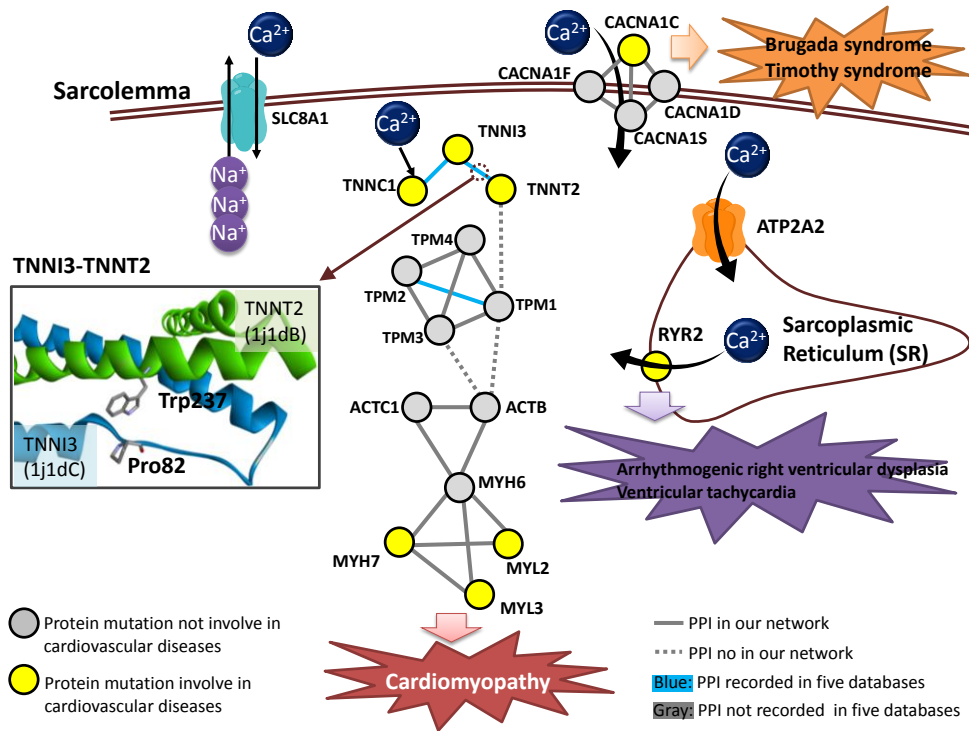 Ca²⁺
Sarcolemma
SLC8A1
Na⁺
Na⁺
Na⁺
Ca²⁺
CACNA1C
CACNA1F
CACNA1D
CACNA1S
Brugada syndrome
Timothy syndrome
Ca²⁺
TNNI3
TNNC1
TNNT2
Ca²⁺
ATP2A2
TNNI3-TNNT2
TNNT2
(1j1dB)
Trp237
TNNI3
(1j1dC)
Pro82
TPM4
TPM2
TPM1
TPM3
RYR2
Ca²⁺
Sarcoplasmic
Reticulum (SR)
ACTC1
ACTB
MYH6
MYH7
MYL2
MYL3
Arrhythmogenic right ventricular dysplasia
Ventricular tachycardia
Cardiomyopathy
Protein mutation not involve in
cardiovascular diseases
Protein mutation involve in
cardiovascular diseases
PPI in our network
PPI no in our network
Blue: PPI recorded in five databases
Gray: PPI not recorded in five databases